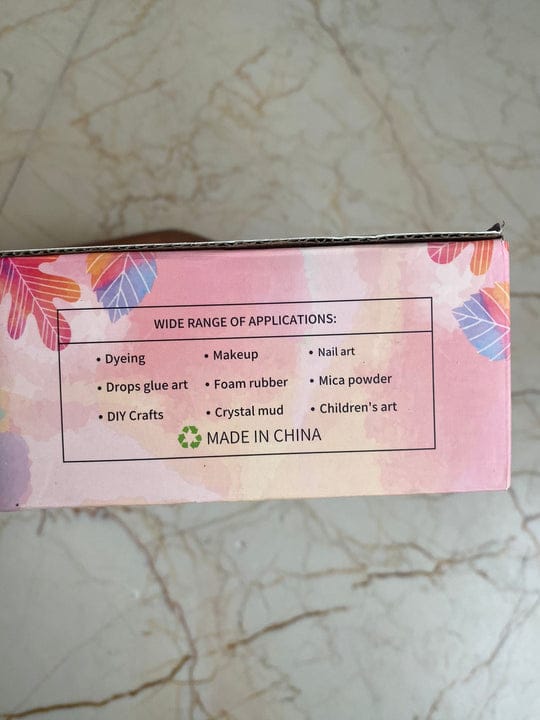 WIDE RANGE OF APPLICATIONS:
• Dyeing • Makeup • Nail art
• Drops glue art • Foam rubber • Mica powder
• DIY Crafts • Crystal mud • Children's art
MADE IN CHINA